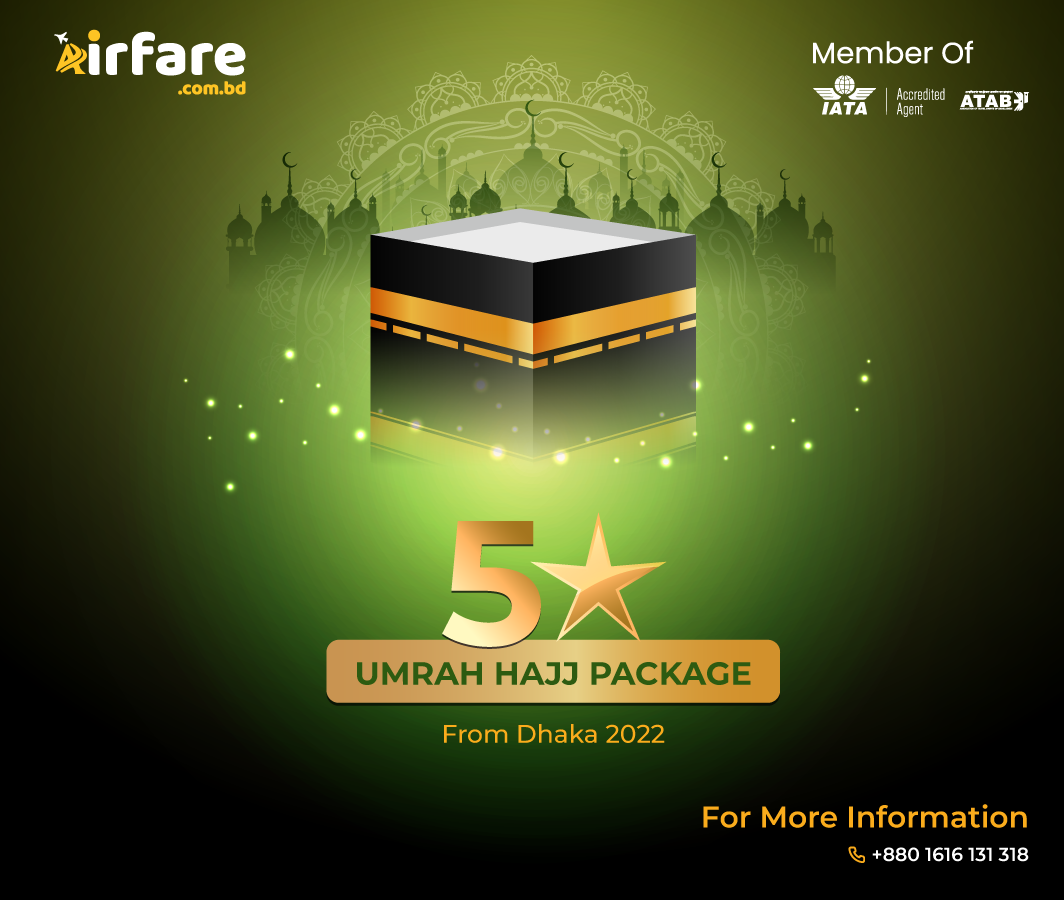 Airfare
.com.bd
Member Of
IATA
Accredited
Agent
ATAB
5
UMRAH HAJJ PACKAGE
From Dhaka 2022
For More Information
+880 1616 131 318